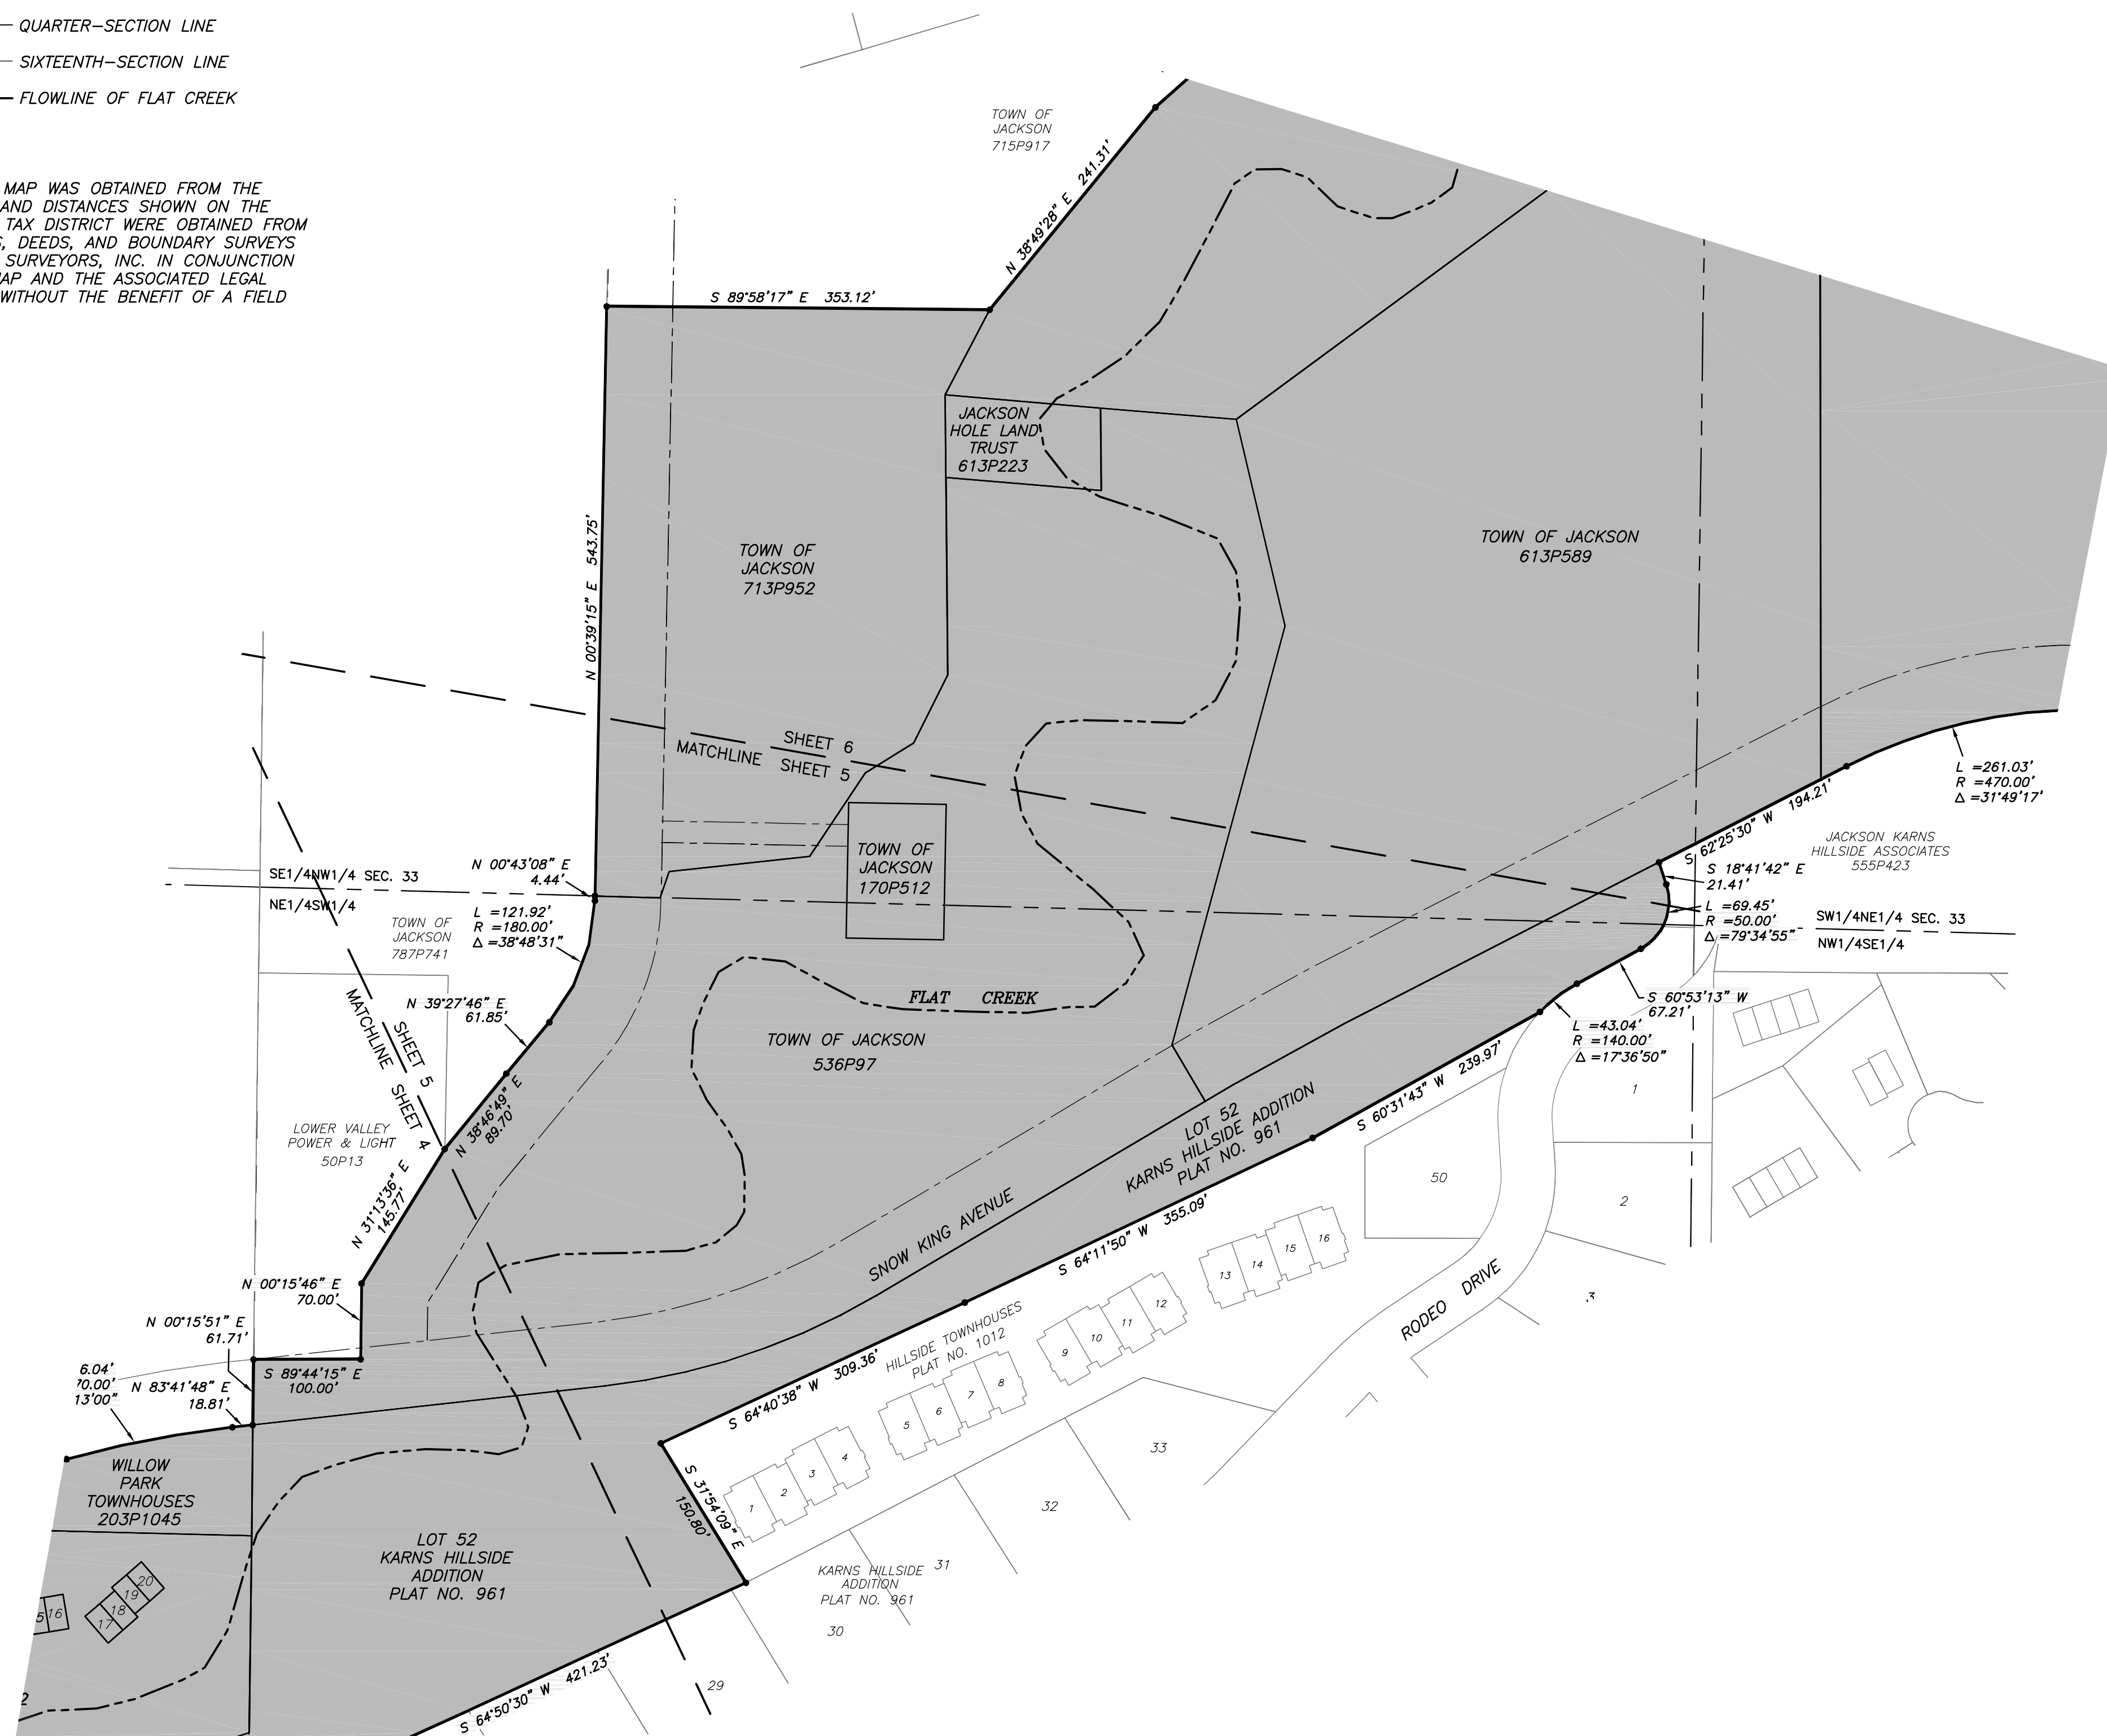 QUARTER–SECTION LINE
SIXTEENTH–SECTION LINE
FLOWLINE OF FLAT CREEK
MAP WAS OBTAINED FROM THE
AND DISTANCES SHOWN ON THE
TAX DISTRICT WERE OBTAINED FROM
DEEDS, AND BOUNDARY SURVEYS
SURVEYORS, INC. IN CONJUNCTION
AND THE ASSOCIATED LEGAL
WITHOUT THE BENEFIT OF A FIELD
TOWN OF
JACKSON
715P917
N 38°49'28" E 241.31'
S 89°58'17" E 353.12'
JACKSON
HOLE LAND
TRUST
613P223
TOWN OF JACKSON
613P589
TOWN OF
JACKSON
713P952
N 00°39'15" E 543.75'
SHEET 6
MATCHLINE SHEET 5
L =261.03'
R =470.00'
Δ =31°49'17"
S 62°25'30" W 194.21'
JACKSON KARNS
HILLSIDE ASSOCIATES
555P423
TOWN OF
JACKSON
170P512
N 00°43'08" E
4.44'
SE1/4NW1/4 SEC. 33
NE1/4SW1/4
S 18°41'42" E
21.41'
L =69.45'
R =50.00'
Δ =79°34'55"
SW1/4NE1/4 SEC. 33
NW1/4SE1/4
TOWN OF
JACKSON
787P741
L =121.92'
R =180.00'
Δ =38°48'31"
N 39°27'46" E
61.85'
FLAT CREEK
S 60°53'13" W
67.21'
L =43.04'
R =140.00'
Δ =17°36'50"
TOWN OF JACKSON
536P97
SHEET 5
MATCHLINE SHEET 4
N 38°46'49" E
89.70'
S 60°31'43" W 239.97'
1
LOWER VALLEY
POWER & LIGHT
50P13
LOT 52
KARNS HILLSIDE ADDITION
PLAT NO. 961
50
2
N 31°13'36" E
145.77'
SNOW KING AVENUE
S 64°11'50" W 355.09'
13
14
15
16
RODEO DRIVE
3
N 00°15'46" E
70.00'
N 00°15'51" E
61.71'
HILLSIDE TOWNHOUSES
PLAT NO. 1012
9
10
11
12
S 89°44'15" E
100.00'
6.04'
70.00'
13'00"
N 83°41'48" E
18.81'
S 64°40'38" W 309.36'
5
6
7
8
33
WILLOW
PARK
TOWNHOUSES
203P1045
1
2
3
4
S 31°54'09" E
150.80'
32
LOT 52
KARNS HILLSIDE
ADDITION
PLAT NO. 961
KARNS HILLSIDE
ADDITION
PLAT NO. 961
31
30
5
16
17
18
19
20
29
S 64°50'30" W 421.23'
2